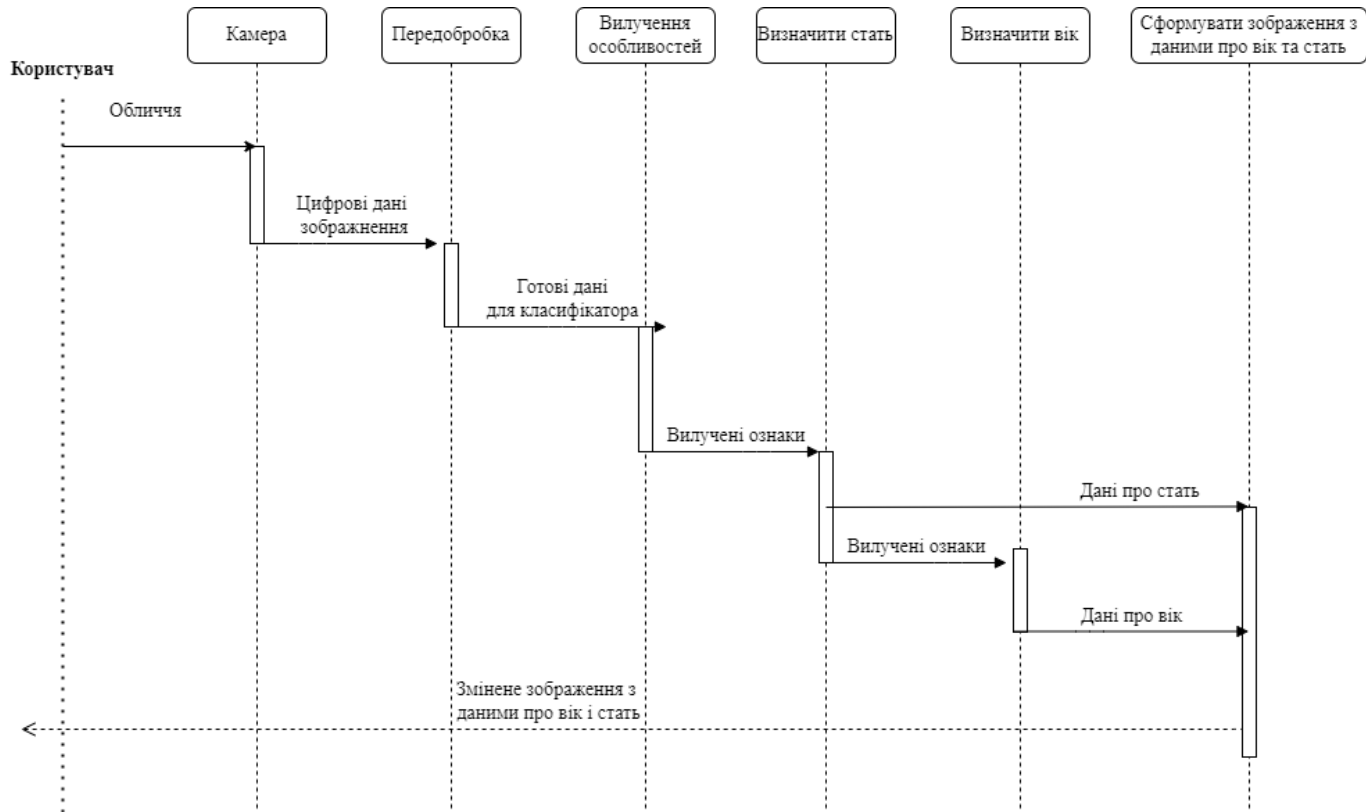 Камера
Передобробка
Вилучення
особливостей
Визначити стать
Визначити вік
Сформувати зображення з
даними про вік та стать
Користувач
Обличчя
Цифрові дані
зображнення
Готові дані
для класифікатора
Вилучені ознаки
Дані про стать
Вилучені ознаки
Дані про вік
Змінене зображення з
даними про вік і стать